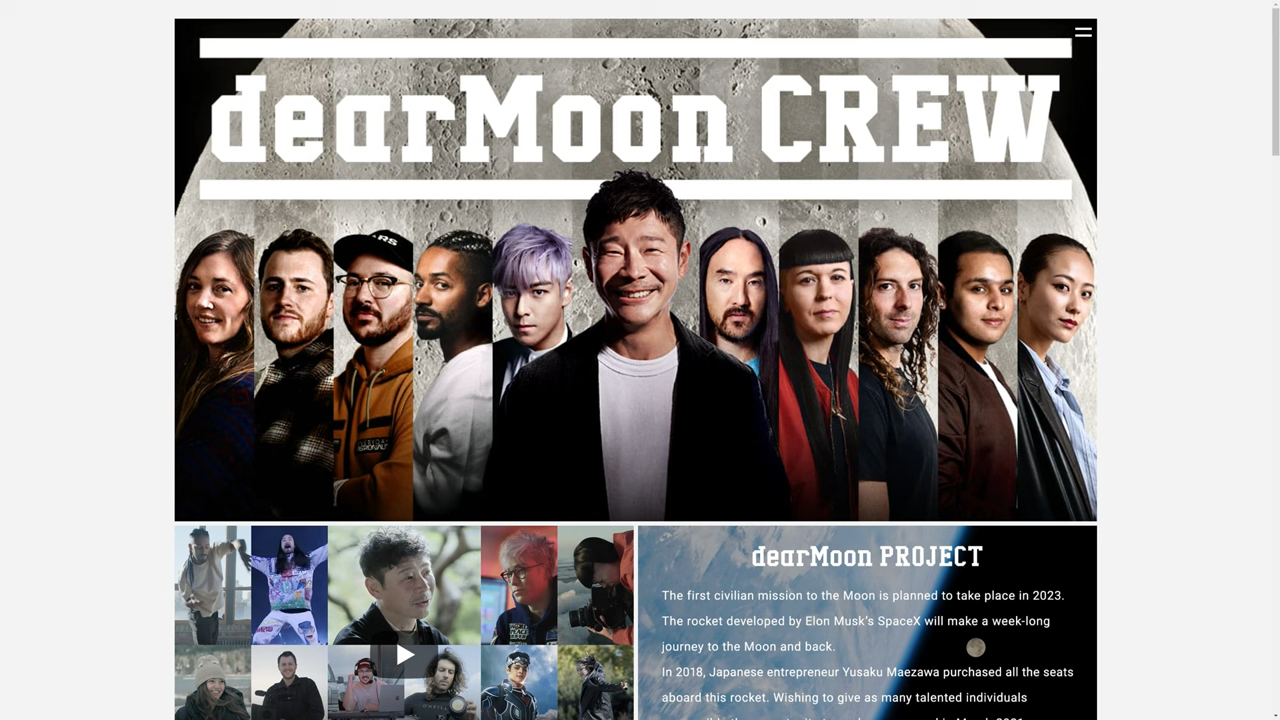 dearMoon CREW
dearMoon PROJECT
The first civilian mission to the Moon is planned to take place in 2023.
The rocket developed by Elon Musk's SpaceX will make a week-long
journey to the Moon and back.
In 2018, Japanese entrepreneur Yusaku Maezawa purchased all the seats
aboard this rocket. Wishing to give as many talented individuals